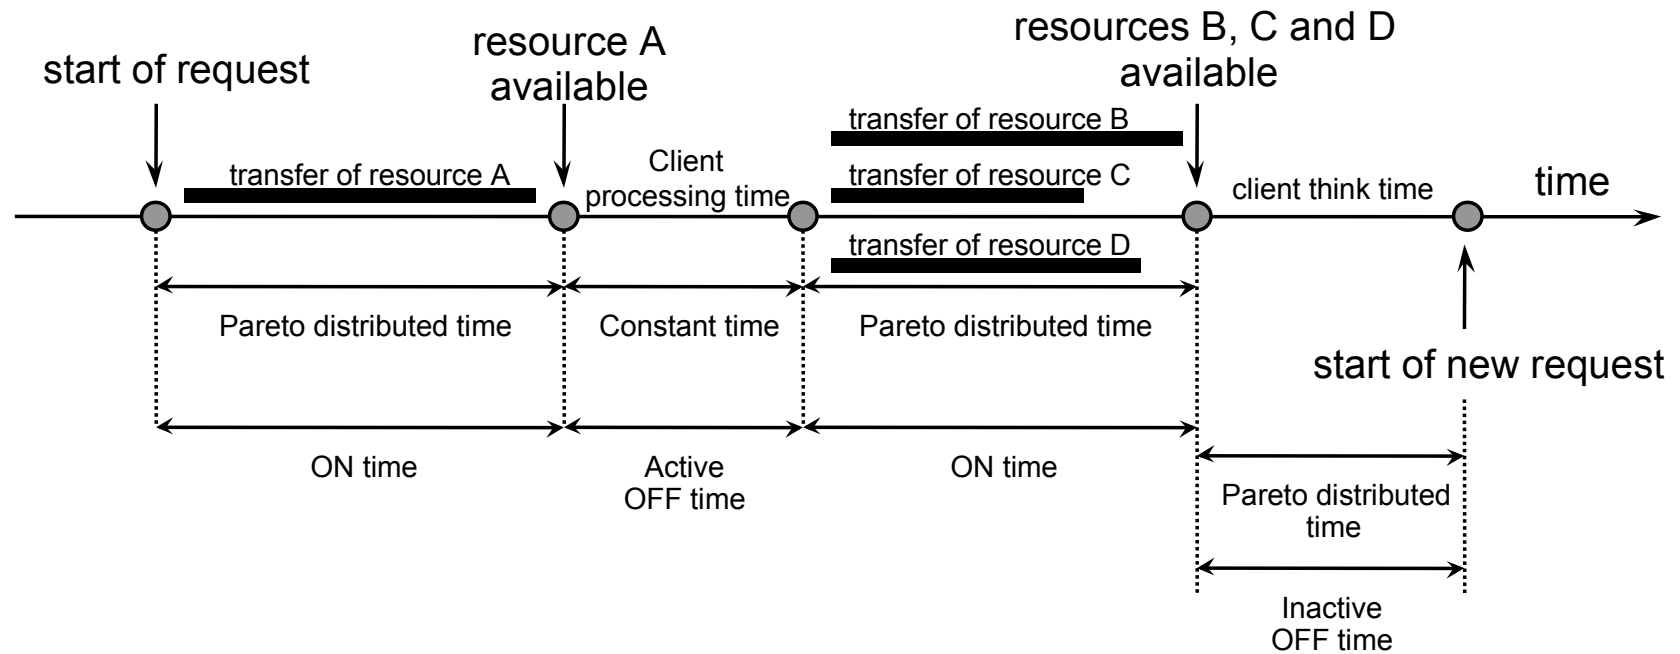 start of request
resource A
available
resources B, C and D
available
transfer of resource A
Client
processing time
transfer of resource B
transfer of resource C
transfer of resource D
client think time
time
Pareto distributed time
Constant time
Pareto distributed time
start of new request
ON time
Active
OFF time
ON time
Pareto distributed
time
Inactive
OFF time